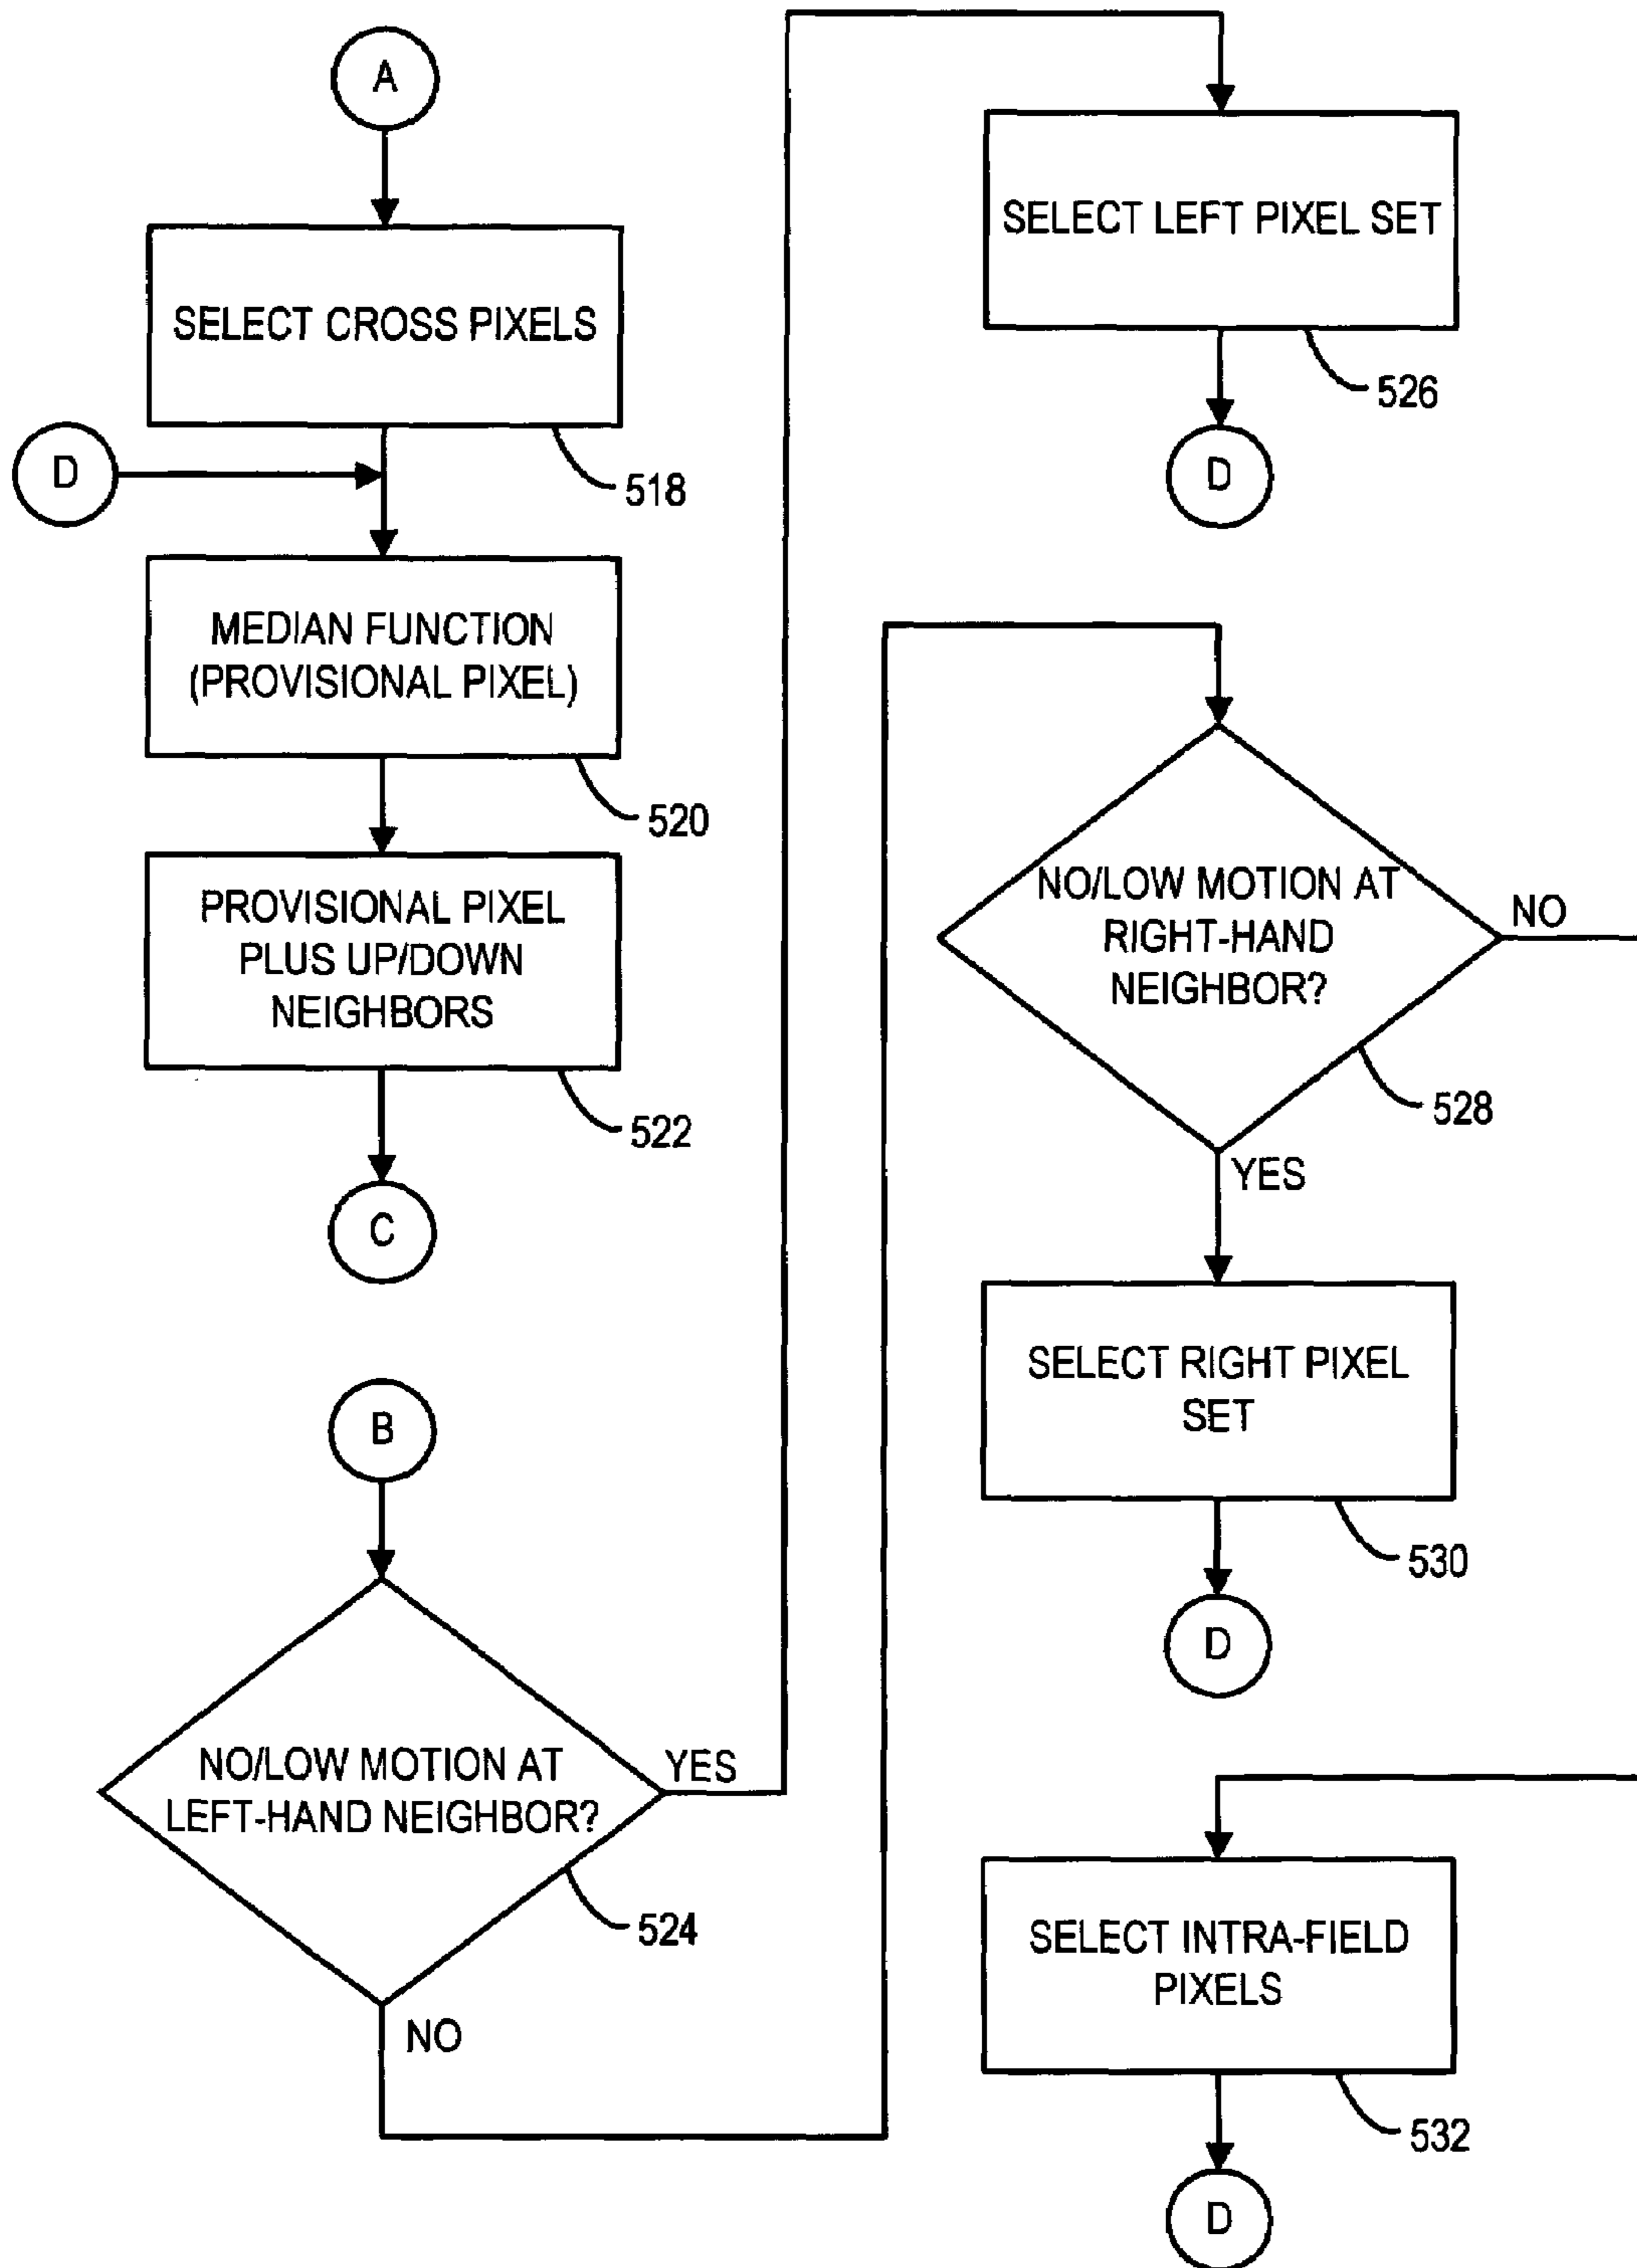 A
SELECT CROSS PIXELS
518
D
MEDIAN FUNCTION
(PROVISIONAL PIXEL)
520
PROVISIONAL PIXEL
PLUS UP/DOWN
NEIGHBORS
522
C
B
NO/LOW MOTION AT
LEFT-HAND NEIGHBOR?
YES
524
NO
SELECT LEFT PIXEL SET
526
D
NO/LOW MOTION AT
RIGHT-HAND
NEIGHBOR?
NO
528
YES
SELECT RIGHT PIXEL
SET
530
D
SELECT INTRA-FIELD
PIXELS
532
D